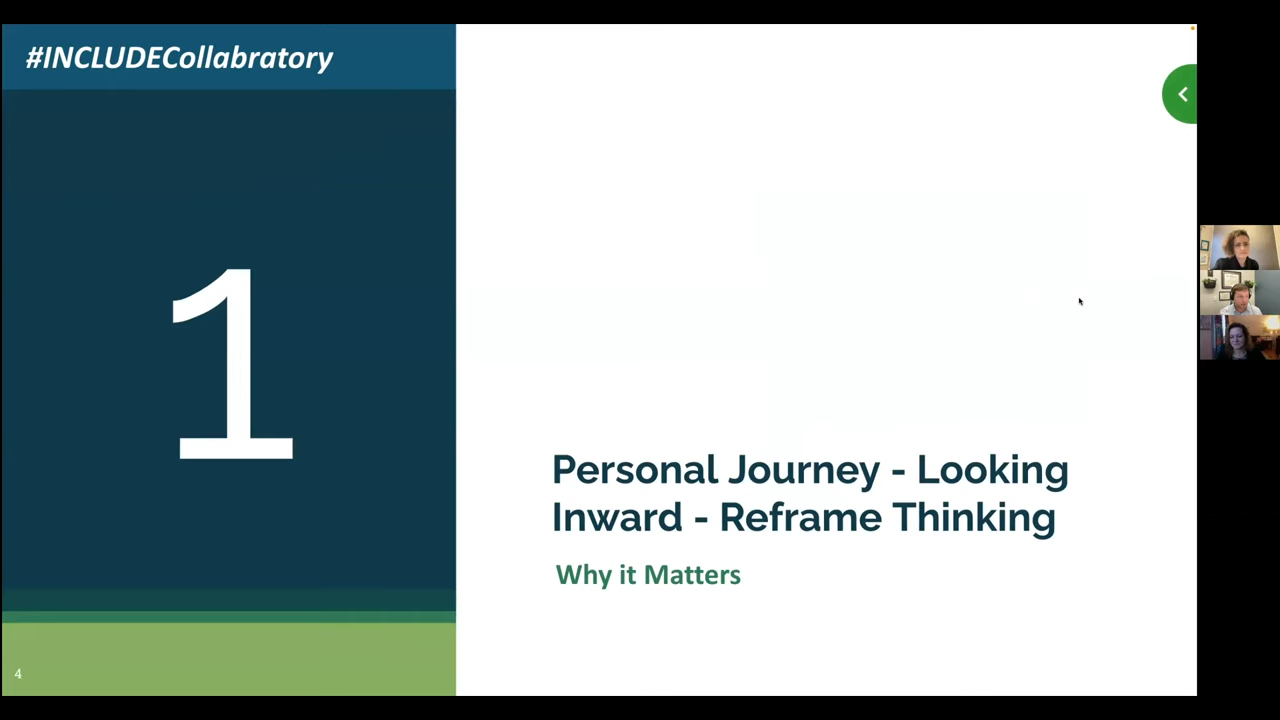 #INCLUDECollabratory
1
Personal Journey - Looking
Inward - Reframe Thinking
Why it Matters
4